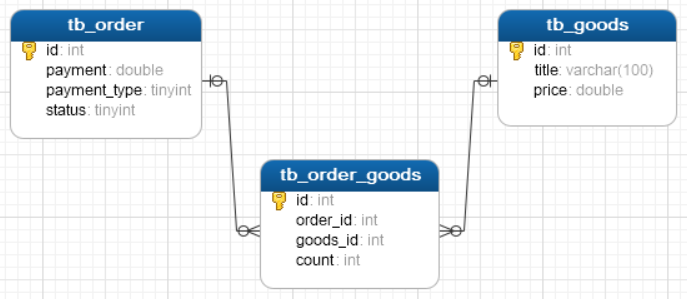 tb_order
id: int
payment: double
payment_type: tinyint
status: tinyint
tb_goods
id: int
title: varchar(100)
price: double
tb_order_goods
id: int
order_id: int
goods_id: int
count: int